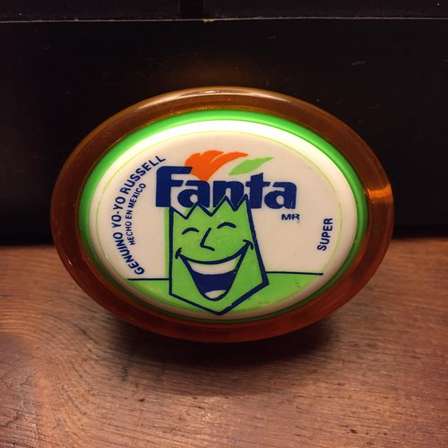 GENUINO YO-YO RUSSELL
HECHO EN MEXICO
Fanta
MR
SUPER